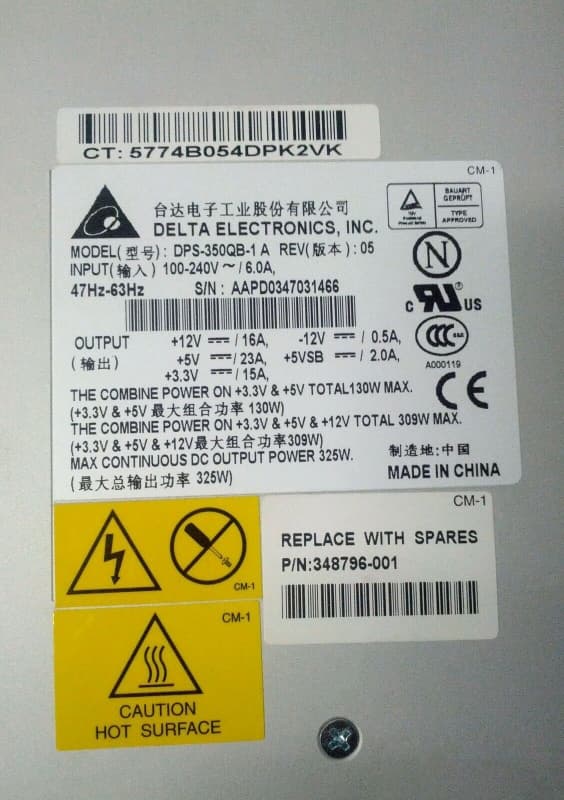 CT: 5774B054DPK2VK
CM-1
台达电子工业股份有限公司
DELTA ELECTRONICS, INC.
BAUART
GEPRÜFT
TYPE
APPROVED
MODEL(型号): DPS-350QB-1 A REV(版本): 05
INPUT(输入) 100-240V ~ / 6.0A,
47Hz-63Hz S/N : AAPD0347031466
N
c RU US
CCC
A000119
OUTPUT +12V / 16A, -12V / 0.5A,
(输出) +5V / 23A, +5VSB / 2.0A,
+3.3V / 15A,
THE COMBINE POWER ON +3.3V & +5V TOTAL130W MAX.
(+3.3V & +5V 最大组合功率 130W)
THE COMBINE POWER ON +3.3V & +5V & +12V TOTAL 309W MAX.
(+3.3V & +5V & +12V最大组合功率309W)
MAX CONTINUOUS DC OUTPUT POWER 325W.
(最大总输出功率 325W)
CE
制造地:中国
MADE IN CHINA
CM-1
CM-1
REPLACE WITH SPARES
P/N:348796-001
CM-1
CAUTION
HOT SURFACE